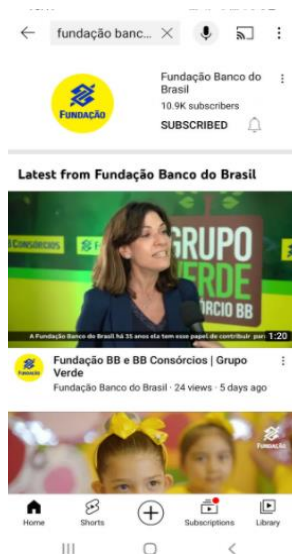 fundação banc...
Fundação Banco do
Brasil
10.9K subscribers
SUBSCRIBED
FUNDAÇÃO
Latest from Fundação Banco do Brasil
CONSÓRCIOS
GRUPO
VERDE
ÓRCIO BB
A Fundação Banco do Brasil há 35 anos ela tem esse papel de contribuir par
1:20
Fundação BB e BB Consórcios | Grupo
Verde
Fundação Banco do Brasil · 24 views · 5 days ago
FUNDAÇÃO
Home
Shorts
Subscriptions
Library